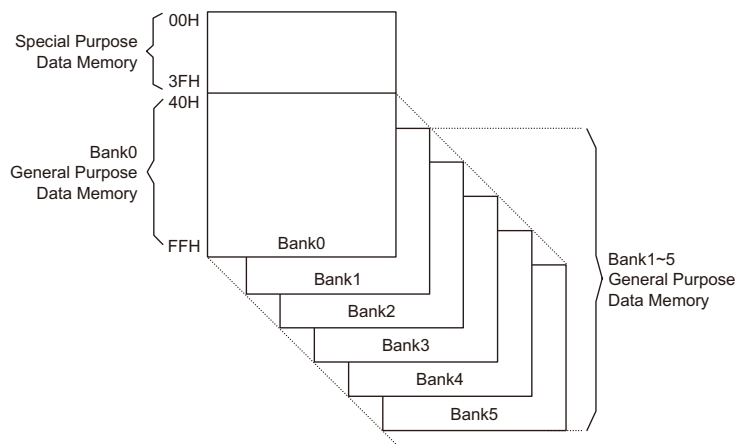 00H
Special Purpose
Data Memory
3FH
40H
Bank0
General Purpose
Data Memory
FFH
Bank0
Bank1
Bank2
Bank3
Bank4
Bank5
Bank1~5
General Purpose
Data Memory